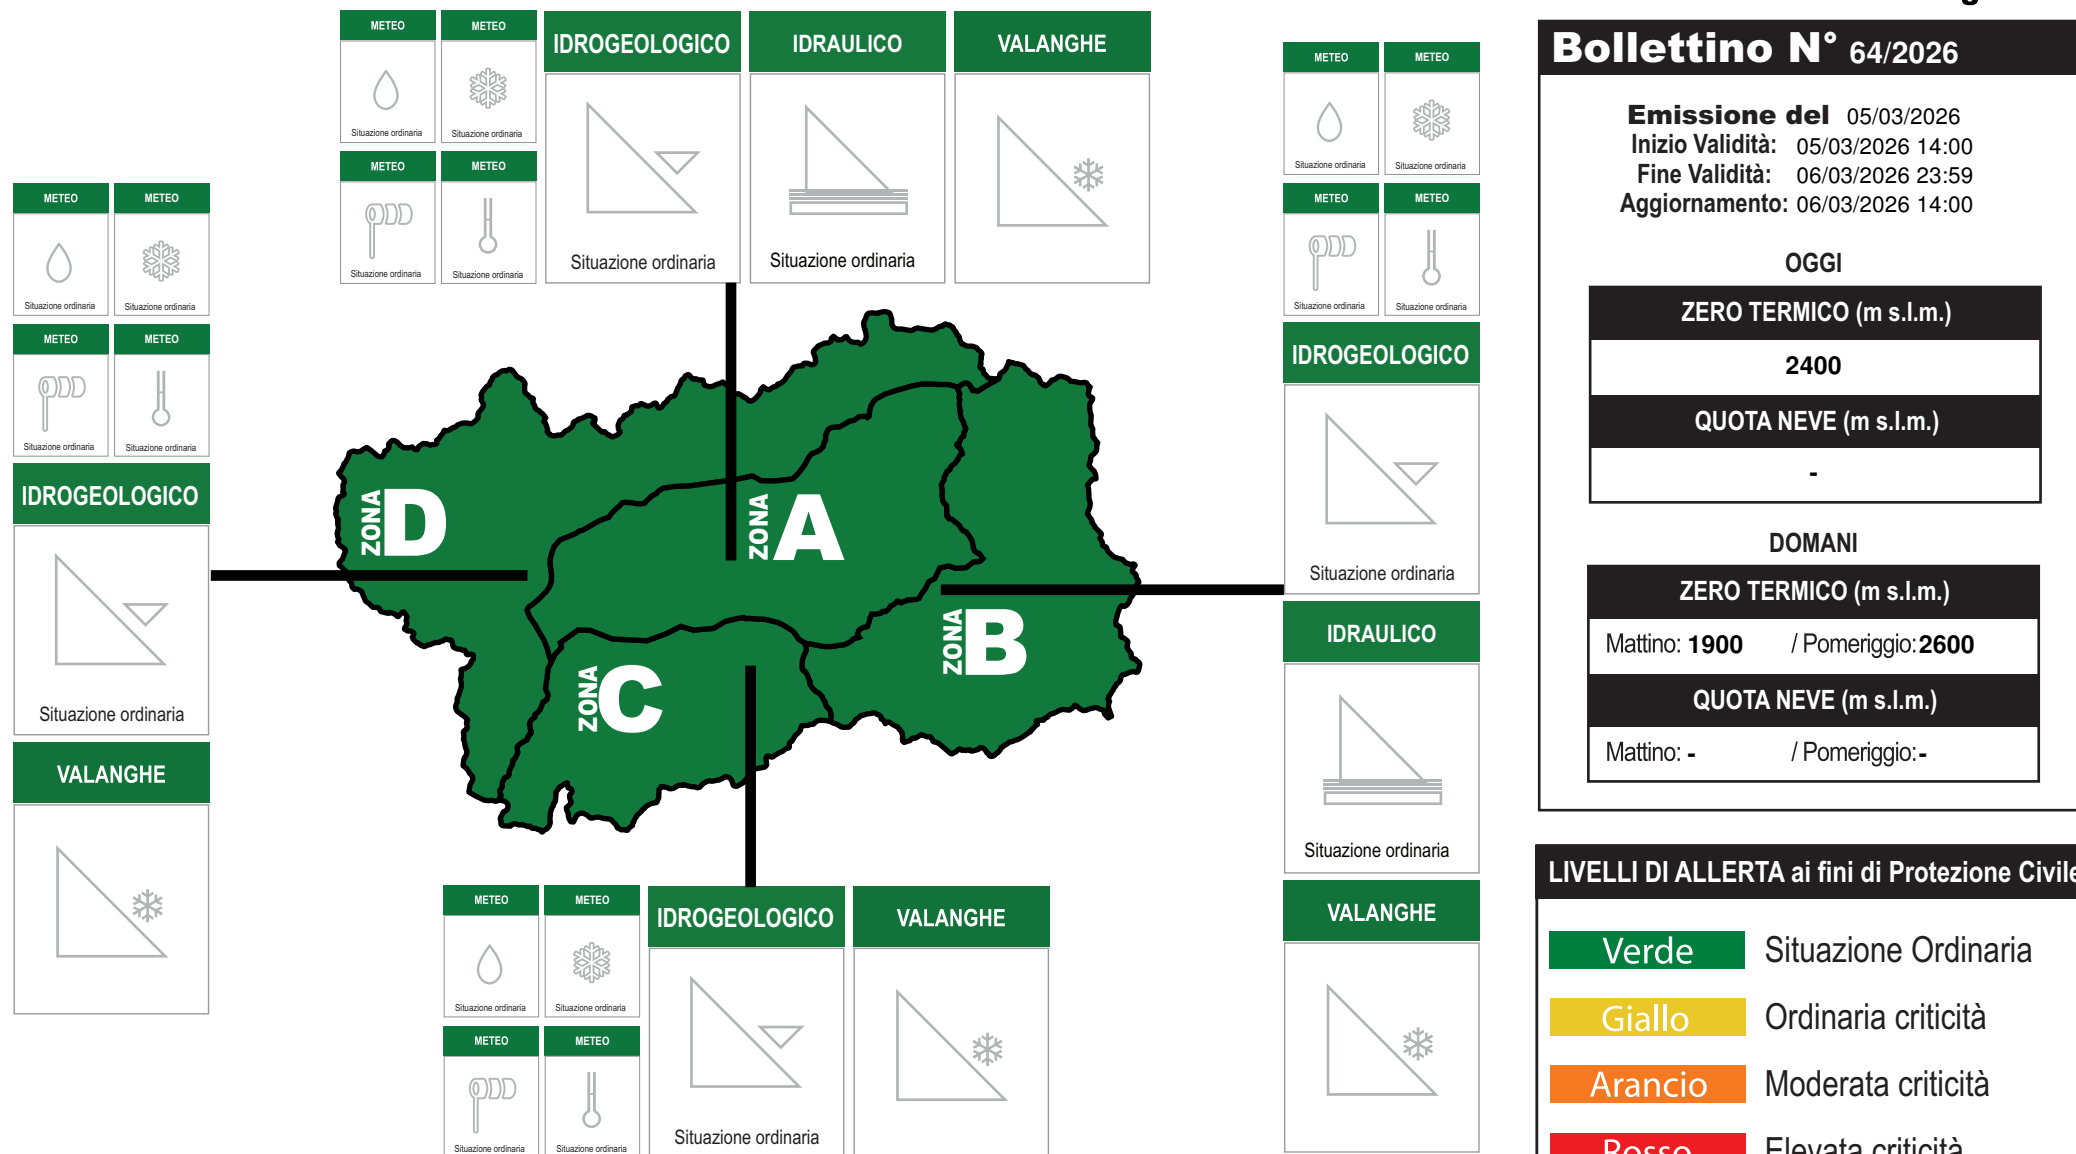 METEO
METEO
Situazione ordinaria
Situazione ordinaria
METEO
METEO
Situazione ordinaria
Situazione ordinaria
IDROGEOLOGICO
Situazione ordinaria
IDRAULICO
Situazione ordinaria
VALANGHE
METEO
METEO
Situazione ordinaria
Situazione ordinaria
METEO
METEO
Situazione ordinaria
Situazione ordinaria
IDROGEOLOGICO
Situazione ordinaria
VALANGHE
ZONA D
ZONA A
ZONA B
ZONA C
METEO
METEO
Situazione ordinaria
Situazione ordinaria
METEO
METEO
Situazione ordinaria
Situazione ordinaria
IDROGEOLOGICO
Situazione ordinaria
VALANGHE
METEO
METEO
Situazione ordinaria
Situazione ordinaria
METEO
METEO
Situazione ordinaria
Situazione ordinaria
IDROGEOLOGICO
Situazione ordinaria
IDRAULICO
Situazione ordinaria
VALANGHE
Bollettino N° 64/2026
Emissione del 05/03/2026
Inizio Validità: 05/03/2026 14:00
Fine Validità: 06/03/2026 23:59
Aggiornamento: 06/03/2026 14:00
OGGI
ZERO TERMICO (m s.l.m.)
2400
QUOTA NEVE (m s.l.m.)
-
DOMANI
ZERO TERMICO (m s.l.m.)
Mattino: 1900 / Pomeriggio: 2600
QUOTA NEVE (m s.l.m.)
Mattino: - / Pomeriggio: -
LIVELLI DI ALLERTA ai fini di Protezione Civile
Verde Situazione Ordinaria
Giallo Ordinaria criticità
Arancio Moderata criticità
Rosso Elevata criticità